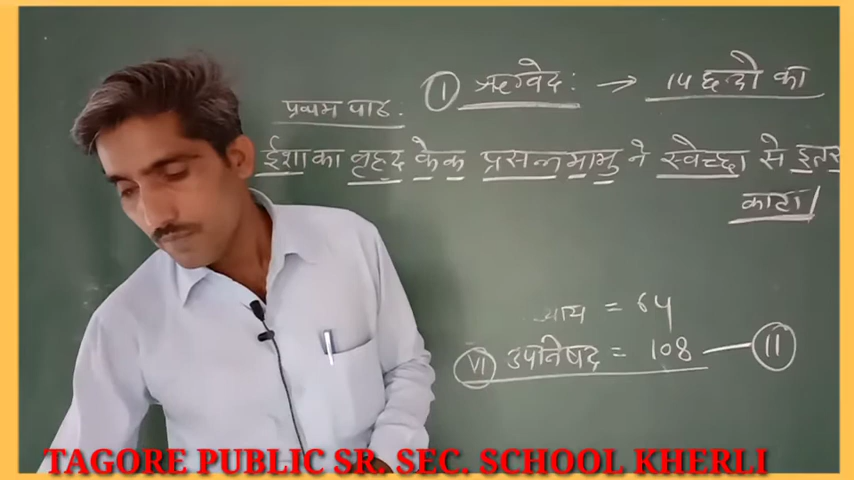 ① ऋग्वेद : → 14 छन्दो का
प्रथम पाठ .
ईशा का वृहद केक प्रसन्न मामु ने स्वेच्छा से इतर
काटा /
= 64
VI उपनिषद = 108 — 11
TAGORE PUBLIC SR. SEC. SCHOOL KHERLI